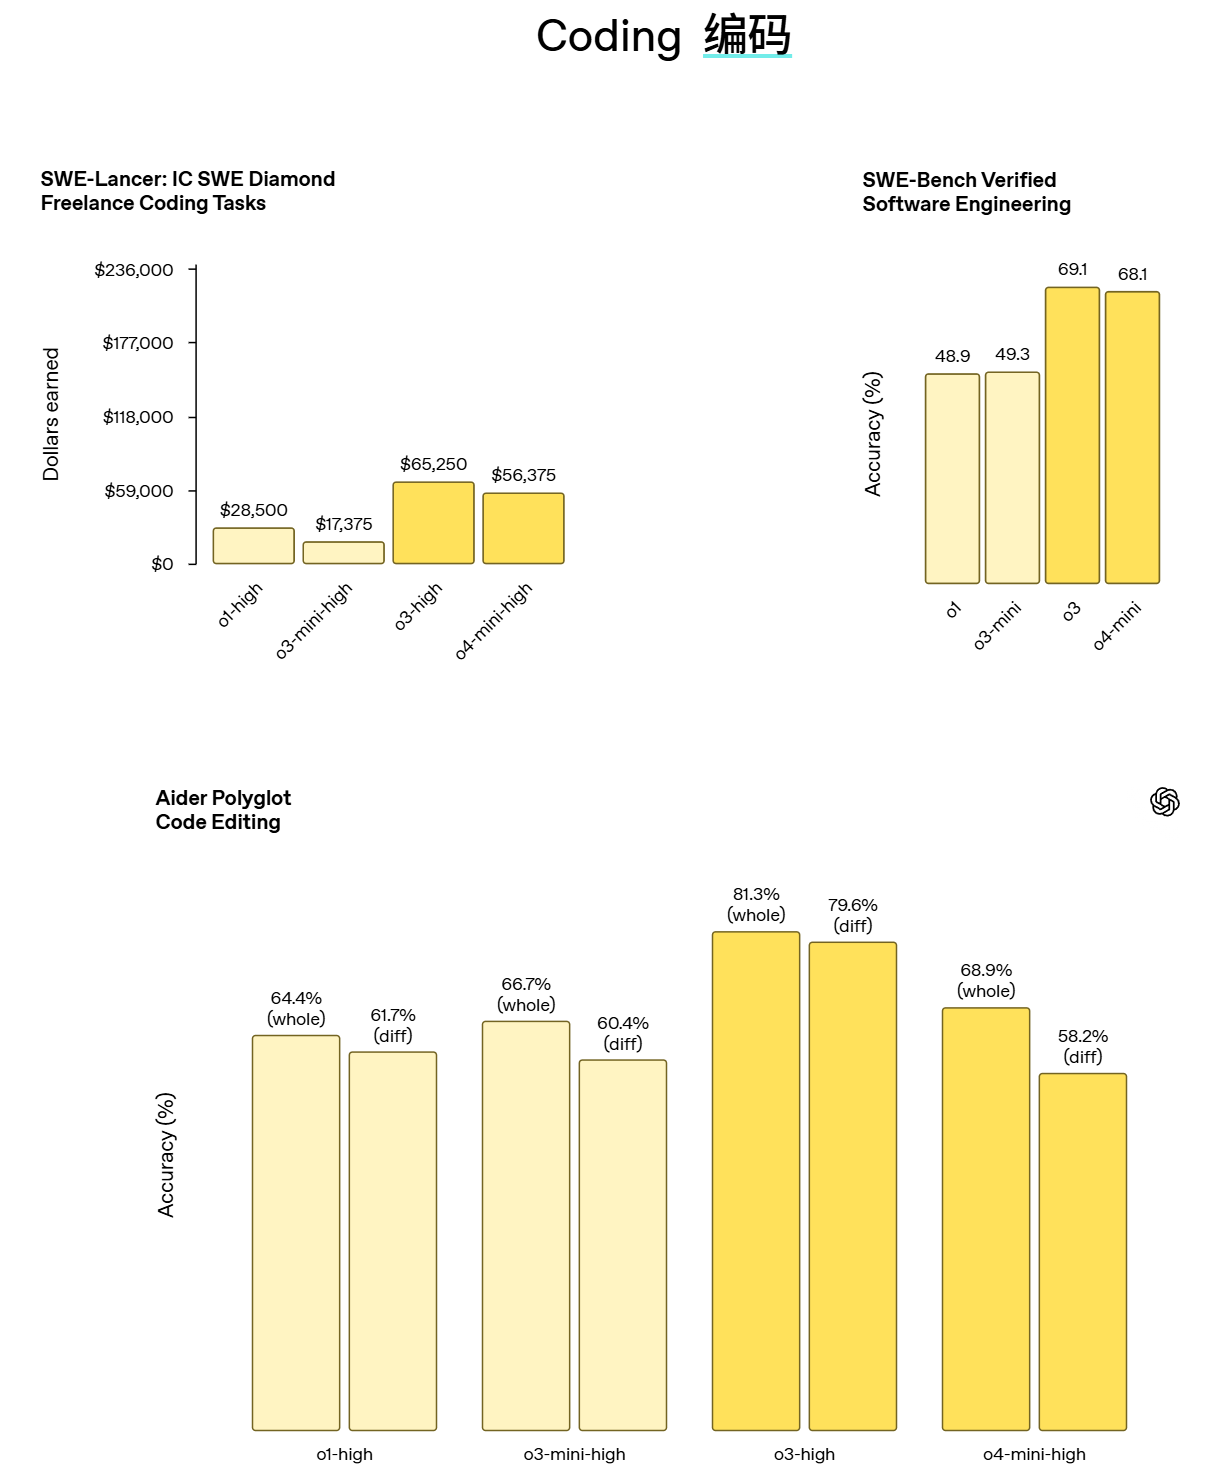 Coding 编码
SWE-Lancer: IC SWE Diamond
Freelance Coding Tasks
Dollars earned
$236,000
$177,000
$118,000
$59,000
$0
$28,500
$17,375
$65,250
$56,375
o1-high
o3-mini-high
o3-high
o4-mini-high
SWE-Bench Verified
Software Engineering
Accuracy (%)
48.9
49.3
69.1
68.1
o1
o3-mini
o3
o4-mini
Aider Polyglot
Code Editing
Accuracy (%)
64.4%
(whole)
61.7%
(diff)
66.7%
(whole)
60.4%
(diff)
81.3%
(whole)
79.6%
(diff)
68.9%
(whole)
58.2%
(diff)
o1-high
o3-mini-high
o3-high
o4-mini-high